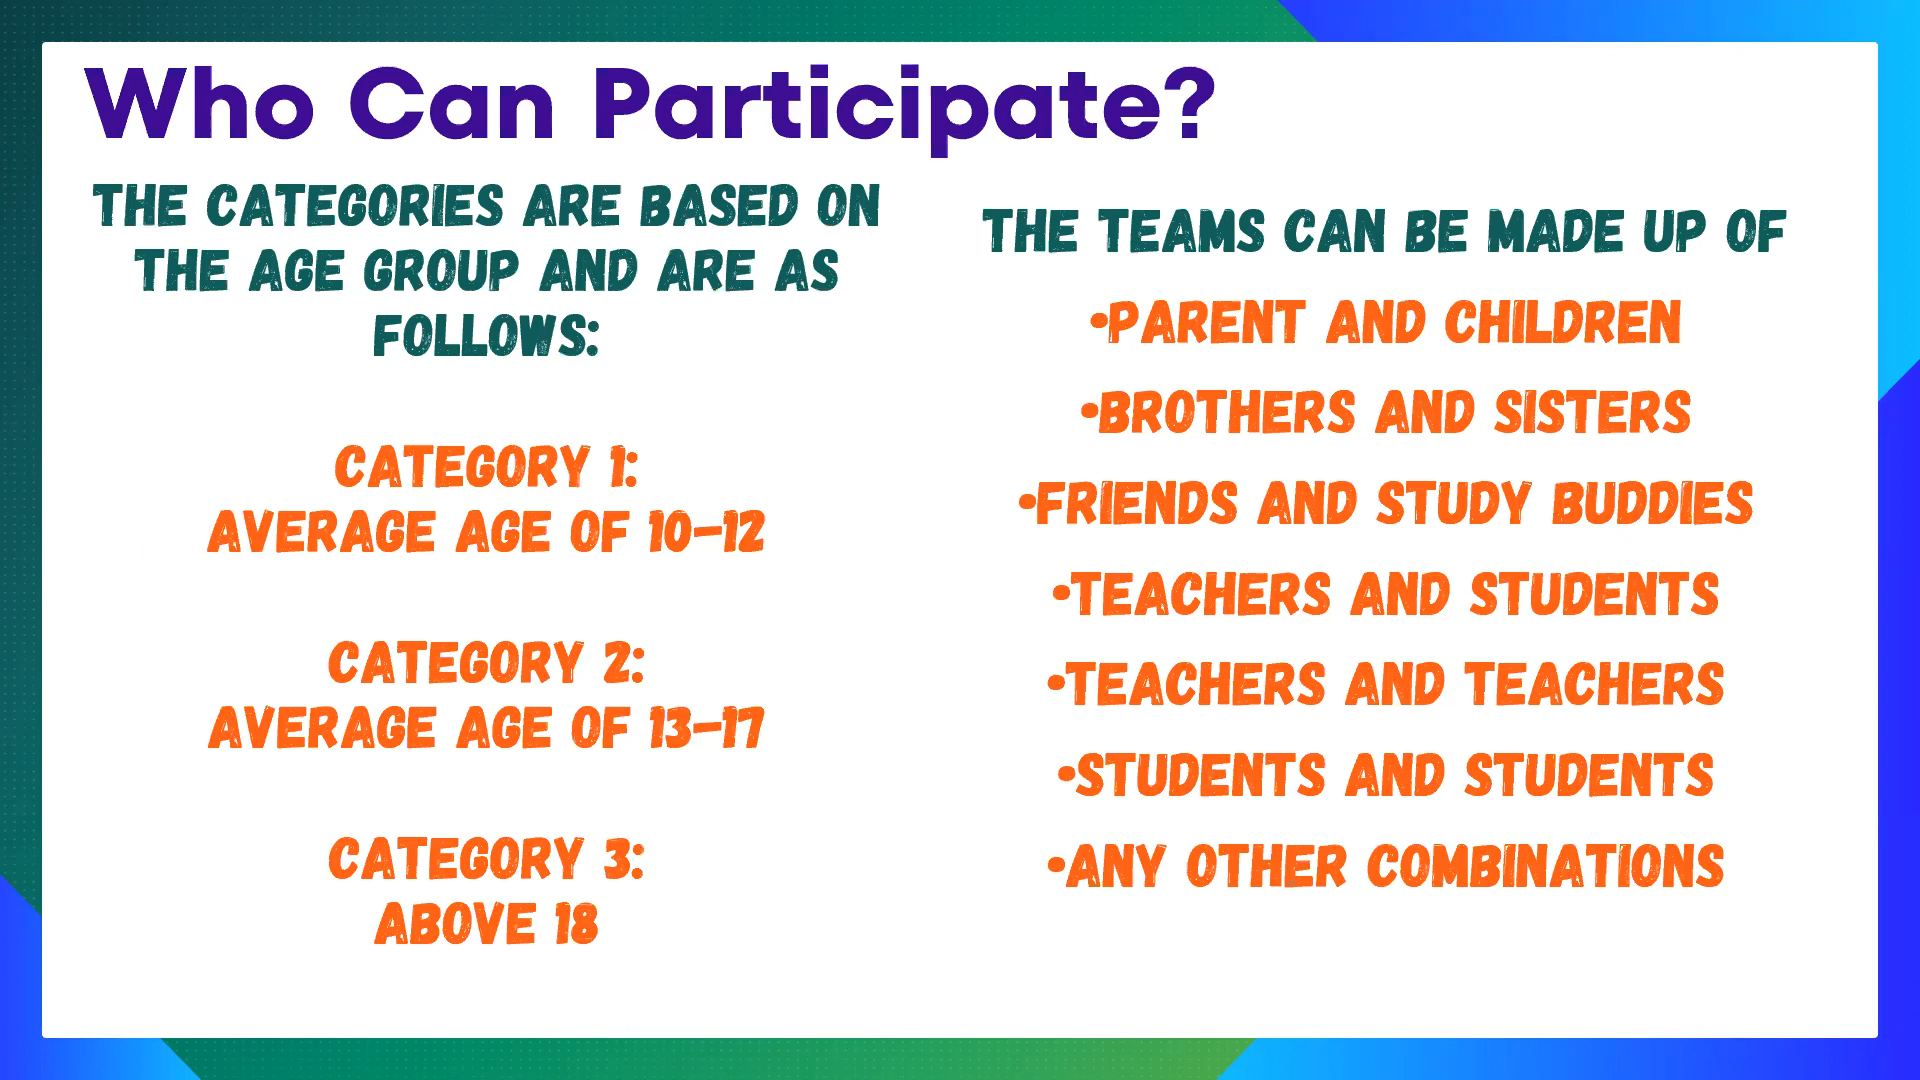 Who Can Participate?
THE CATEGORIES ARE BASED ON
THE AGE GROUP AND ARE AS
FOLLOWS:
CATEGORY 1:
AVERAGE AGE OF 10–12
CATEGORY 2:
AVERAGE AGE OF 13–17
CATEGORY 3:
ABOVE 18
THE TEAMS CAN BE MADE UP OF
•PARENT AND CHILDREN
•BROTHERS AND SISTERS
•FRIENDS AND STUDY BUDDIES
•TEACHERS AND STUDENTS
•TEACHERS AND TEACHERS
•STUDENTS AND STUDENTS
•ANY OTHER COMBINATIONS